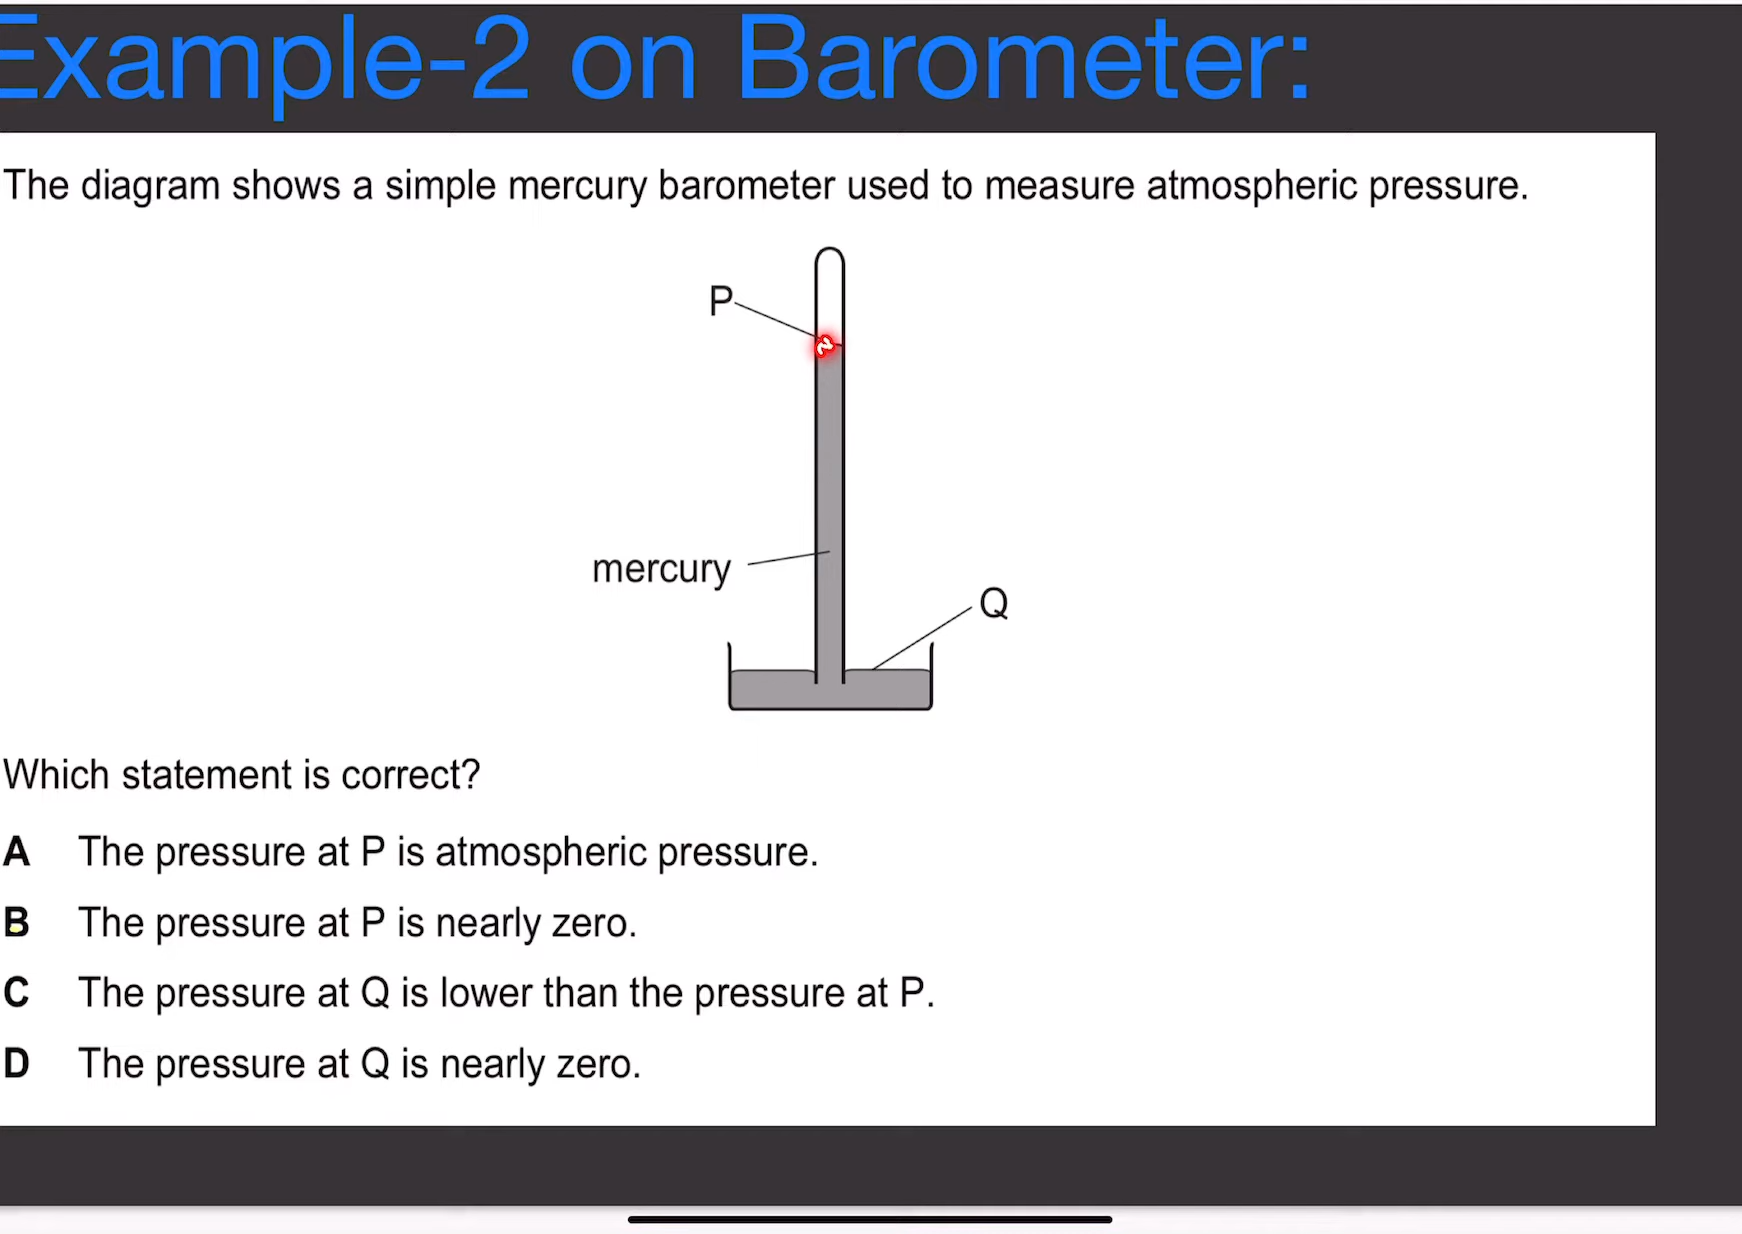 Example-2 on Barometer:
The diagram shows a simple mercury barometer used to measure atmospheric pressure.
P
mercury
Q
Which statement is correct?
A The pressure at P is atmospheric pressure.
B The pressure at P is nearly zero.
C The pressure at Q is lower than the pressure at P.
D The pressure at Q is nearly zero.